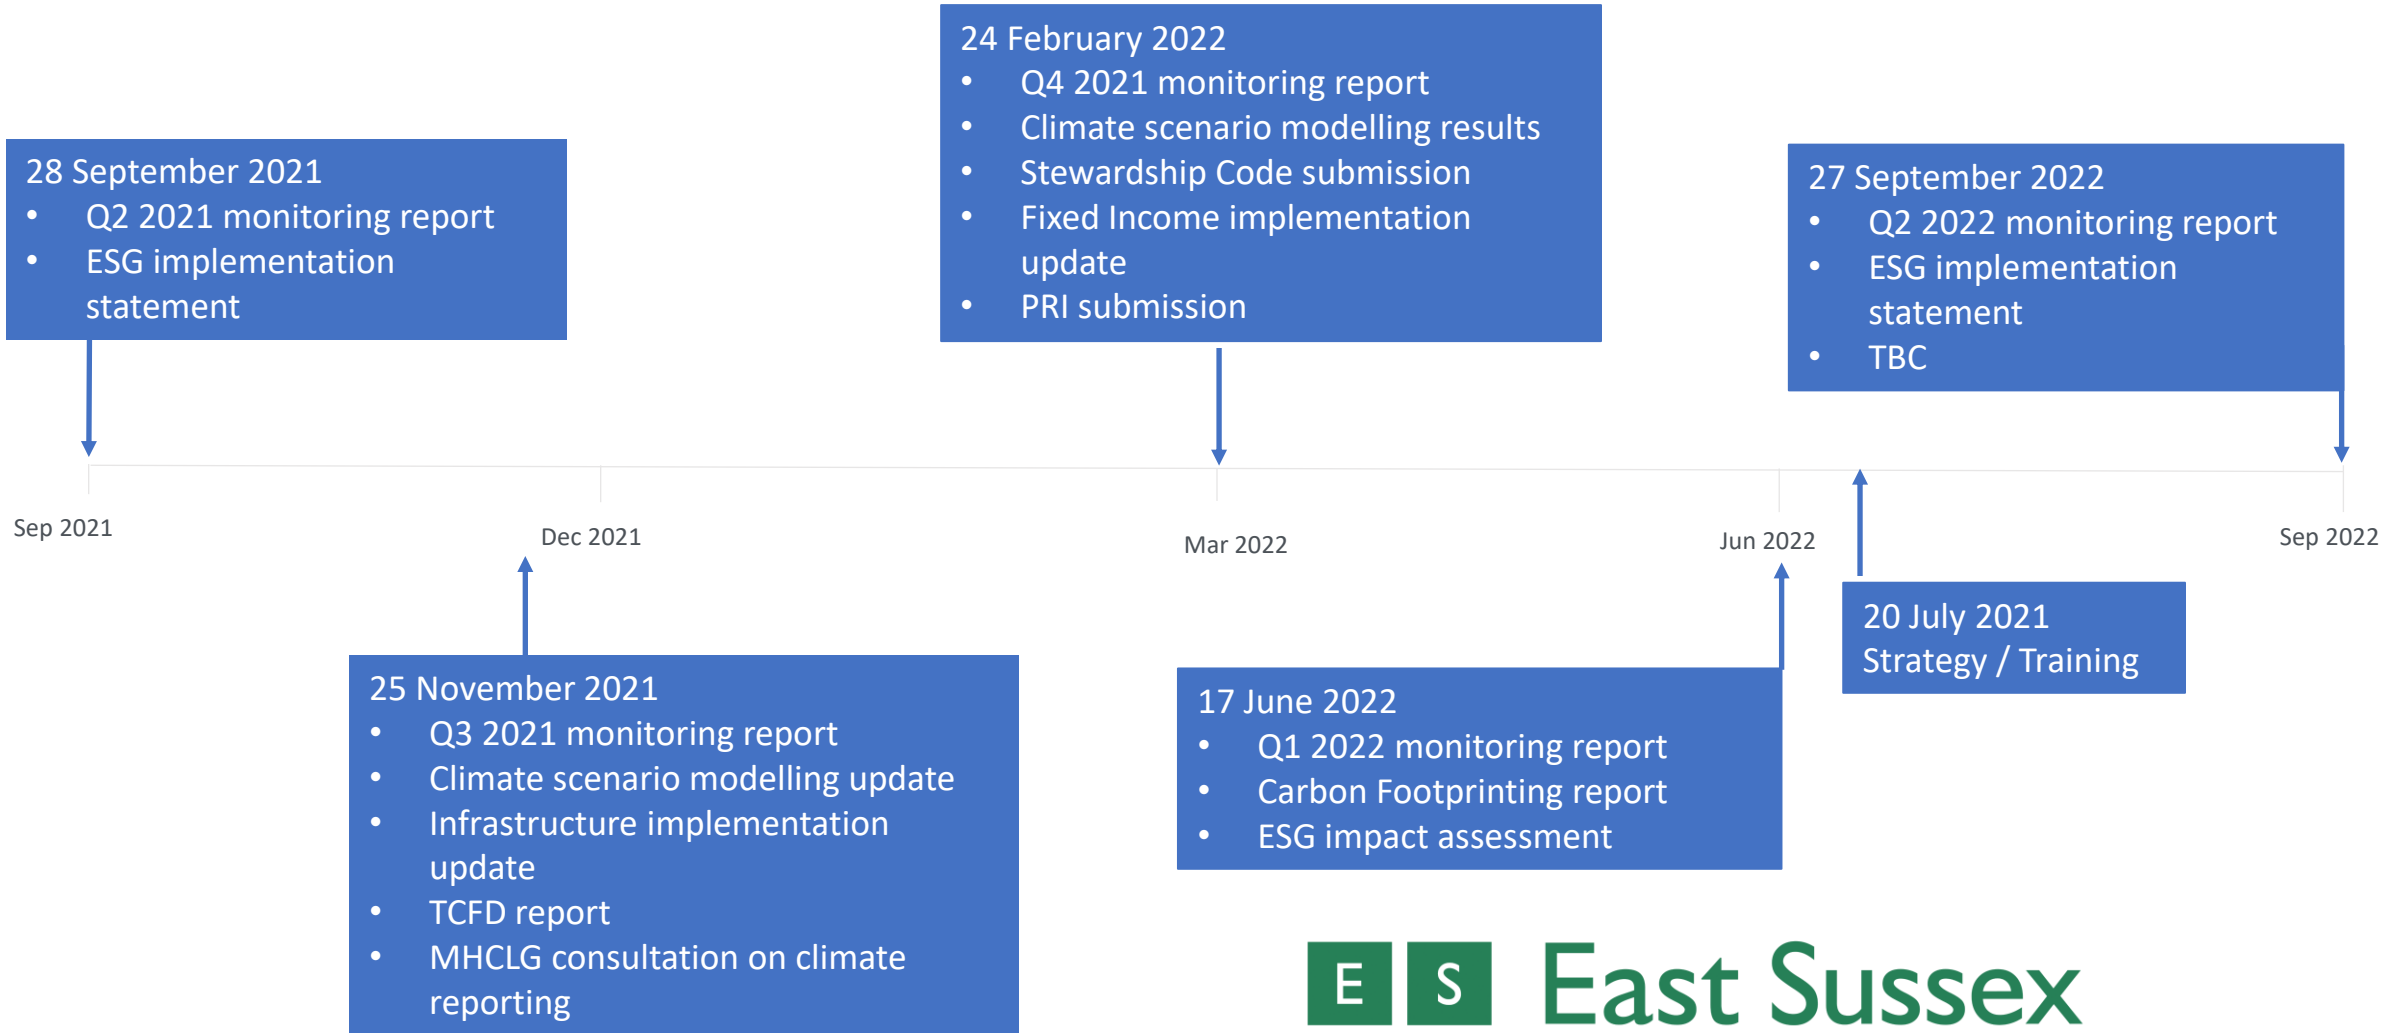 24 February 2022
• Q4 2021 monitoring report
• Climate scenario modelling results
• Stewardship Code submission
• Fixed Income implementation
update
• PRI submission
28 September 2021
• Q2 2021 monitoring report
• ESG implementation
statement
27 September 2022
• Q2 2022 monitoring report
• ESG implementation
statement
• TBC
Sep 2021
Dec 2021
Mar 2022
Jun 2022
Sep 2022
25 November 2021
• Q3 2021 monitoring report
• Climate scenario modelling update
• Infrastructure implementation
update
• TCFD report
• MHCLG consultation on climate
reporting
17 June 2022
• Q1 2022 monitoring report
• Carbon Footprinting report
• ESG impact assessment
20 July 2021
Strategy / Training
E S East Sussex